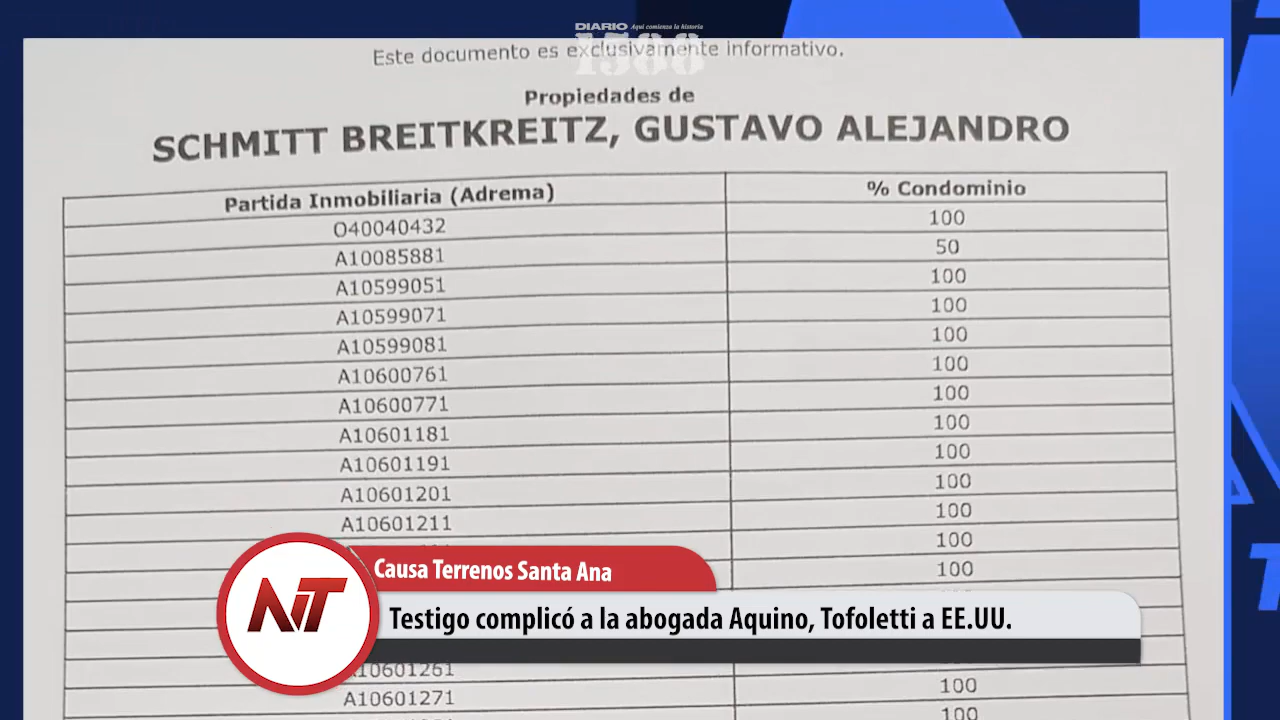 DIARIO Aquí comienza la historia
1588
Este documento es exclusivamente informativo.
Propiedades de
SCHMITT BREITKREITZ, GUSTAVO ALEJANDRO
Partida Inmobiliaria (Adrema) % Condominio
O40040432 100
A10085881 50
A10599051 100
A10599071 100
A10599081 100
A10600761 100
A10600771 100
A10601181 100
A10601191 100
A10601201 100
A10601211 100
100
100
NT
Causa Terrenos Santa Ana
Testigo complicó a la abogada Aquino, Tofoletti a EE.UU.
A10601261
A10601271 100
100